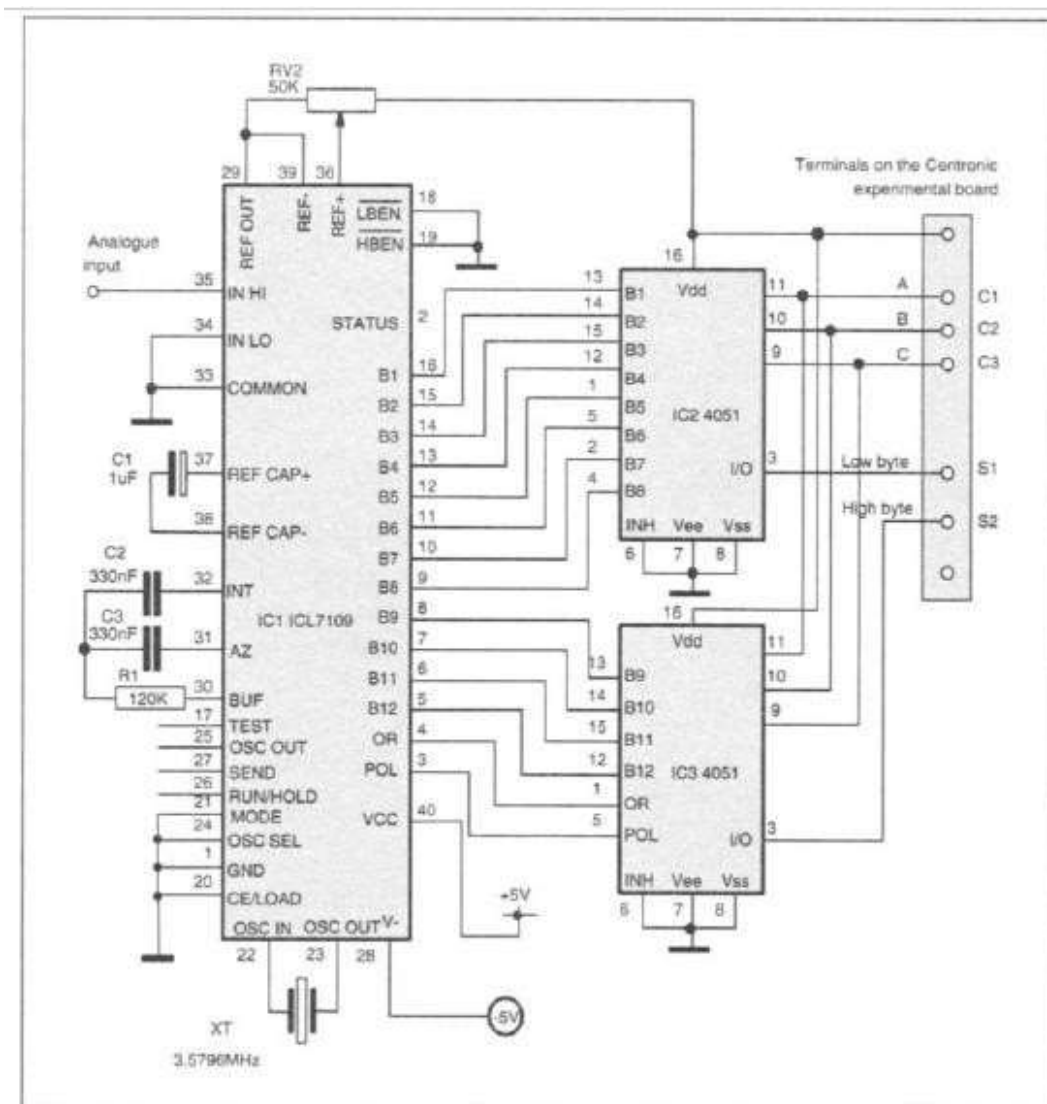 RV2
50K
29
39
36
REF OUT
REF-
REF+
Terminals on the Centronic
experimental board
Analogue
input
35
IN HI
34
IN LO
33
COMMON
C1
1uF
37
REF CAP+
38
REF CAP-
C2
330nF
32
INT
C3
330nF
31
AZ
R1
120K
30
BUF
17
TEST
25
OSC OUT
27
SEND
26
RUN/HOLD
21
MODE
24
OSC SEL
1
GND
20
CE/LOAD
OSC IN
OSC OUT
V-
22
23
28
XT
3.5796MHz
-5V
+5V
IC1 ICL7109
LBEN
18
HBEN
19
STATUS
2
B1
16
B2
15
B3
14
B4
13
B5
12
B6
11
B7
10
B8
9
B9
8
B10
7
B11
6
B12
5
OR
4
POL
3
VCC
40
16
Vdd
13
B1
14
B2
15
B3
12
B4
1
B5
5
B6
2
B7
4
B8
IC2 4051
11
10
9
I/O
3
INH
Vee
Vss
6
7
8
A
C1
B
C2
C
C3
Low byte
S1
High byte
S2
16
Vdd
13
B9
14
B10
15
B11
12
B12
1
OR
5
POL
IC3 4051
11
10
9
I/O
3
INH
Vee
Vss
6
7
8